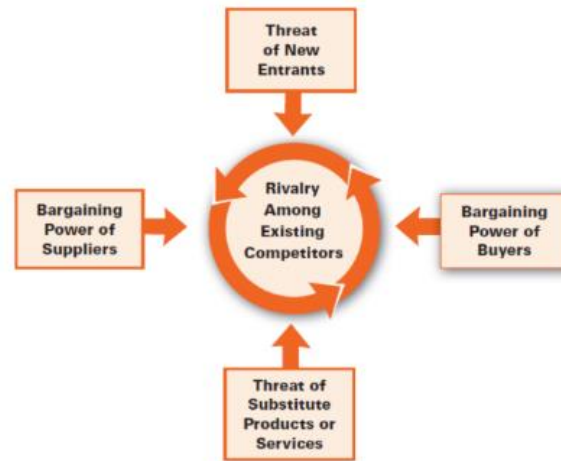 Threat
of New
Entrants
Bargaining
Power of
Suppliers
Rivalry
Among
Existing
Competitors
Bargaining
Power of
Buyers
Threat of
Substitute
Products or
Services